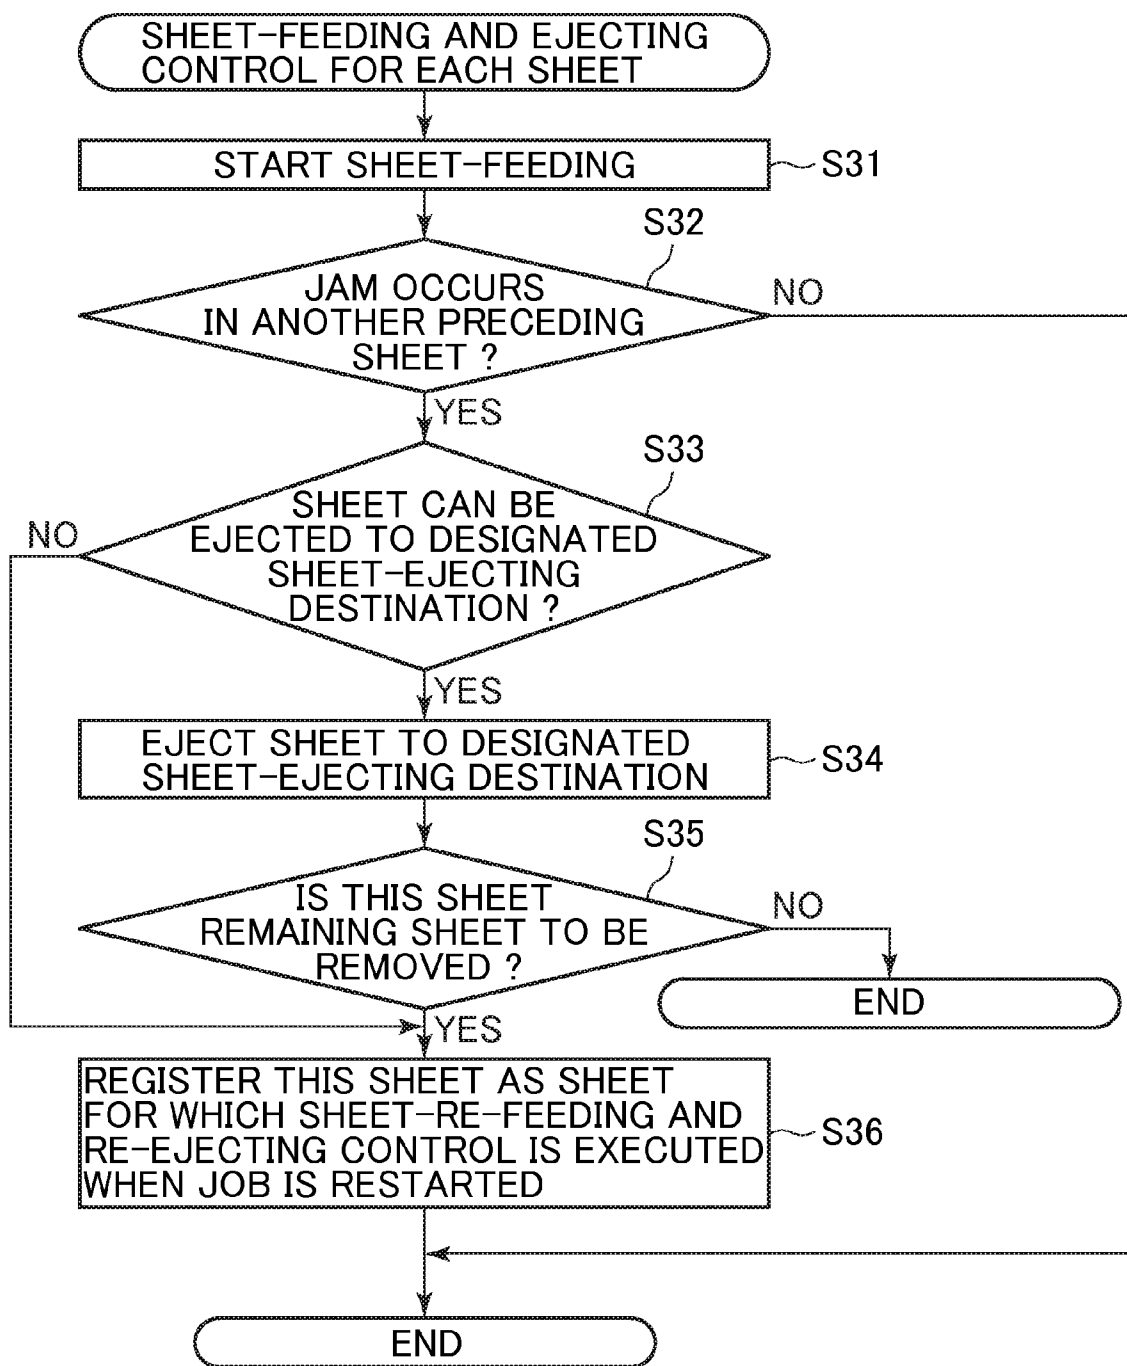 SHEET-FEEDING AND EJECTING
CONTROL FOR EACH SHEET
START SHEET-FEEDING
S31
S32
JAM OCCURS
IN ANOTHER PRECEDING
SHEET ?
NO
YES
S33
SHEET CAN BE
EJECTED TO DESIGNATED
SHEET-EJECTING
DESTINATION ?
NO
YES
EJECT SHEET TO DESIGNATED
SHEET-EJECTING DESTINATION
S34
S35
IS THIS SHEET
REMAINING SHEET TO BE
REMOVED ?
NO
END
YES
REGISTER THIS SHEET AS SHEET
FOR WHICH SHEET-RE-FEEDING AND
RE-EJECTING CONTROL IS EXECUTED
WHEN JOB IS RESTARTED
S36
END